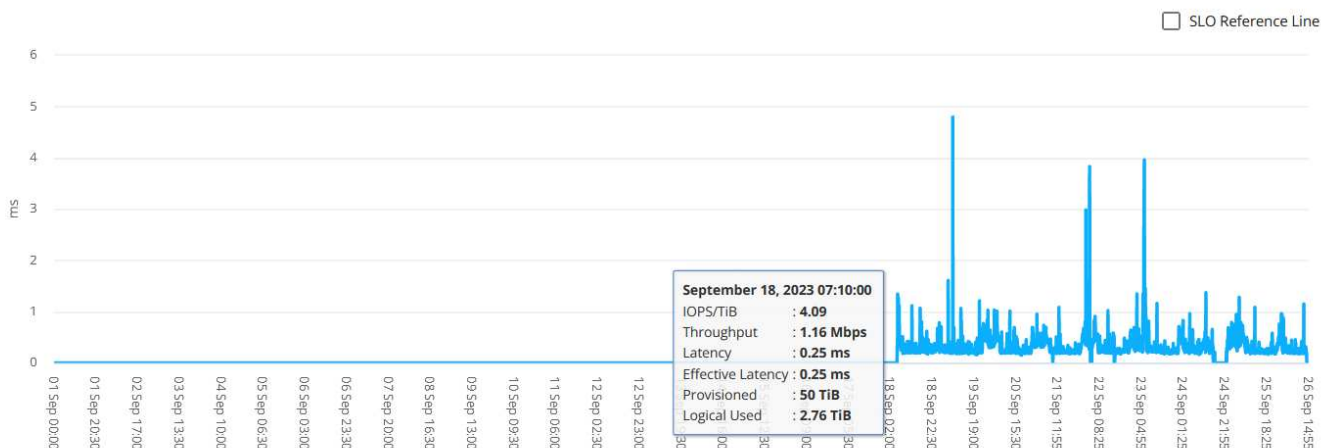 SLO Reference Line
6
5
4
3
2
1
0
ms
September 18, 2023 07:10:00
IOPS/TiB : 4.09
Throughput : 1.16 Mbps
Latency : 0.25 ms
Effective Latency : 0.25 ms
Provisioned : 50 TiB
Logical Used : 2.76 TiB
01 Sep 00:00
01 Sep 20:30
02 Sep 17:00
03 Sep 13:30
04 Sep 10:00
05 Sep 06:30
06 Sep 03:00
06 Sep 23:30
07 Sep 20:00
08 Sep 16:30
09 Sep 13:00
10 Sep 09:30
11 Sep 06:00
12 Sep 02:30
12 Sep 23:00
18 Sep 02:00
18 Sep 22:30
19 Sep 19:00
20 Sep 15:30
21 Sep 11:55
22 Sep 08:25
23 Sep 04:55
24 Sep 01:25
24 Sep 21:55
25 Sep 18:25
26 Sep 14:55